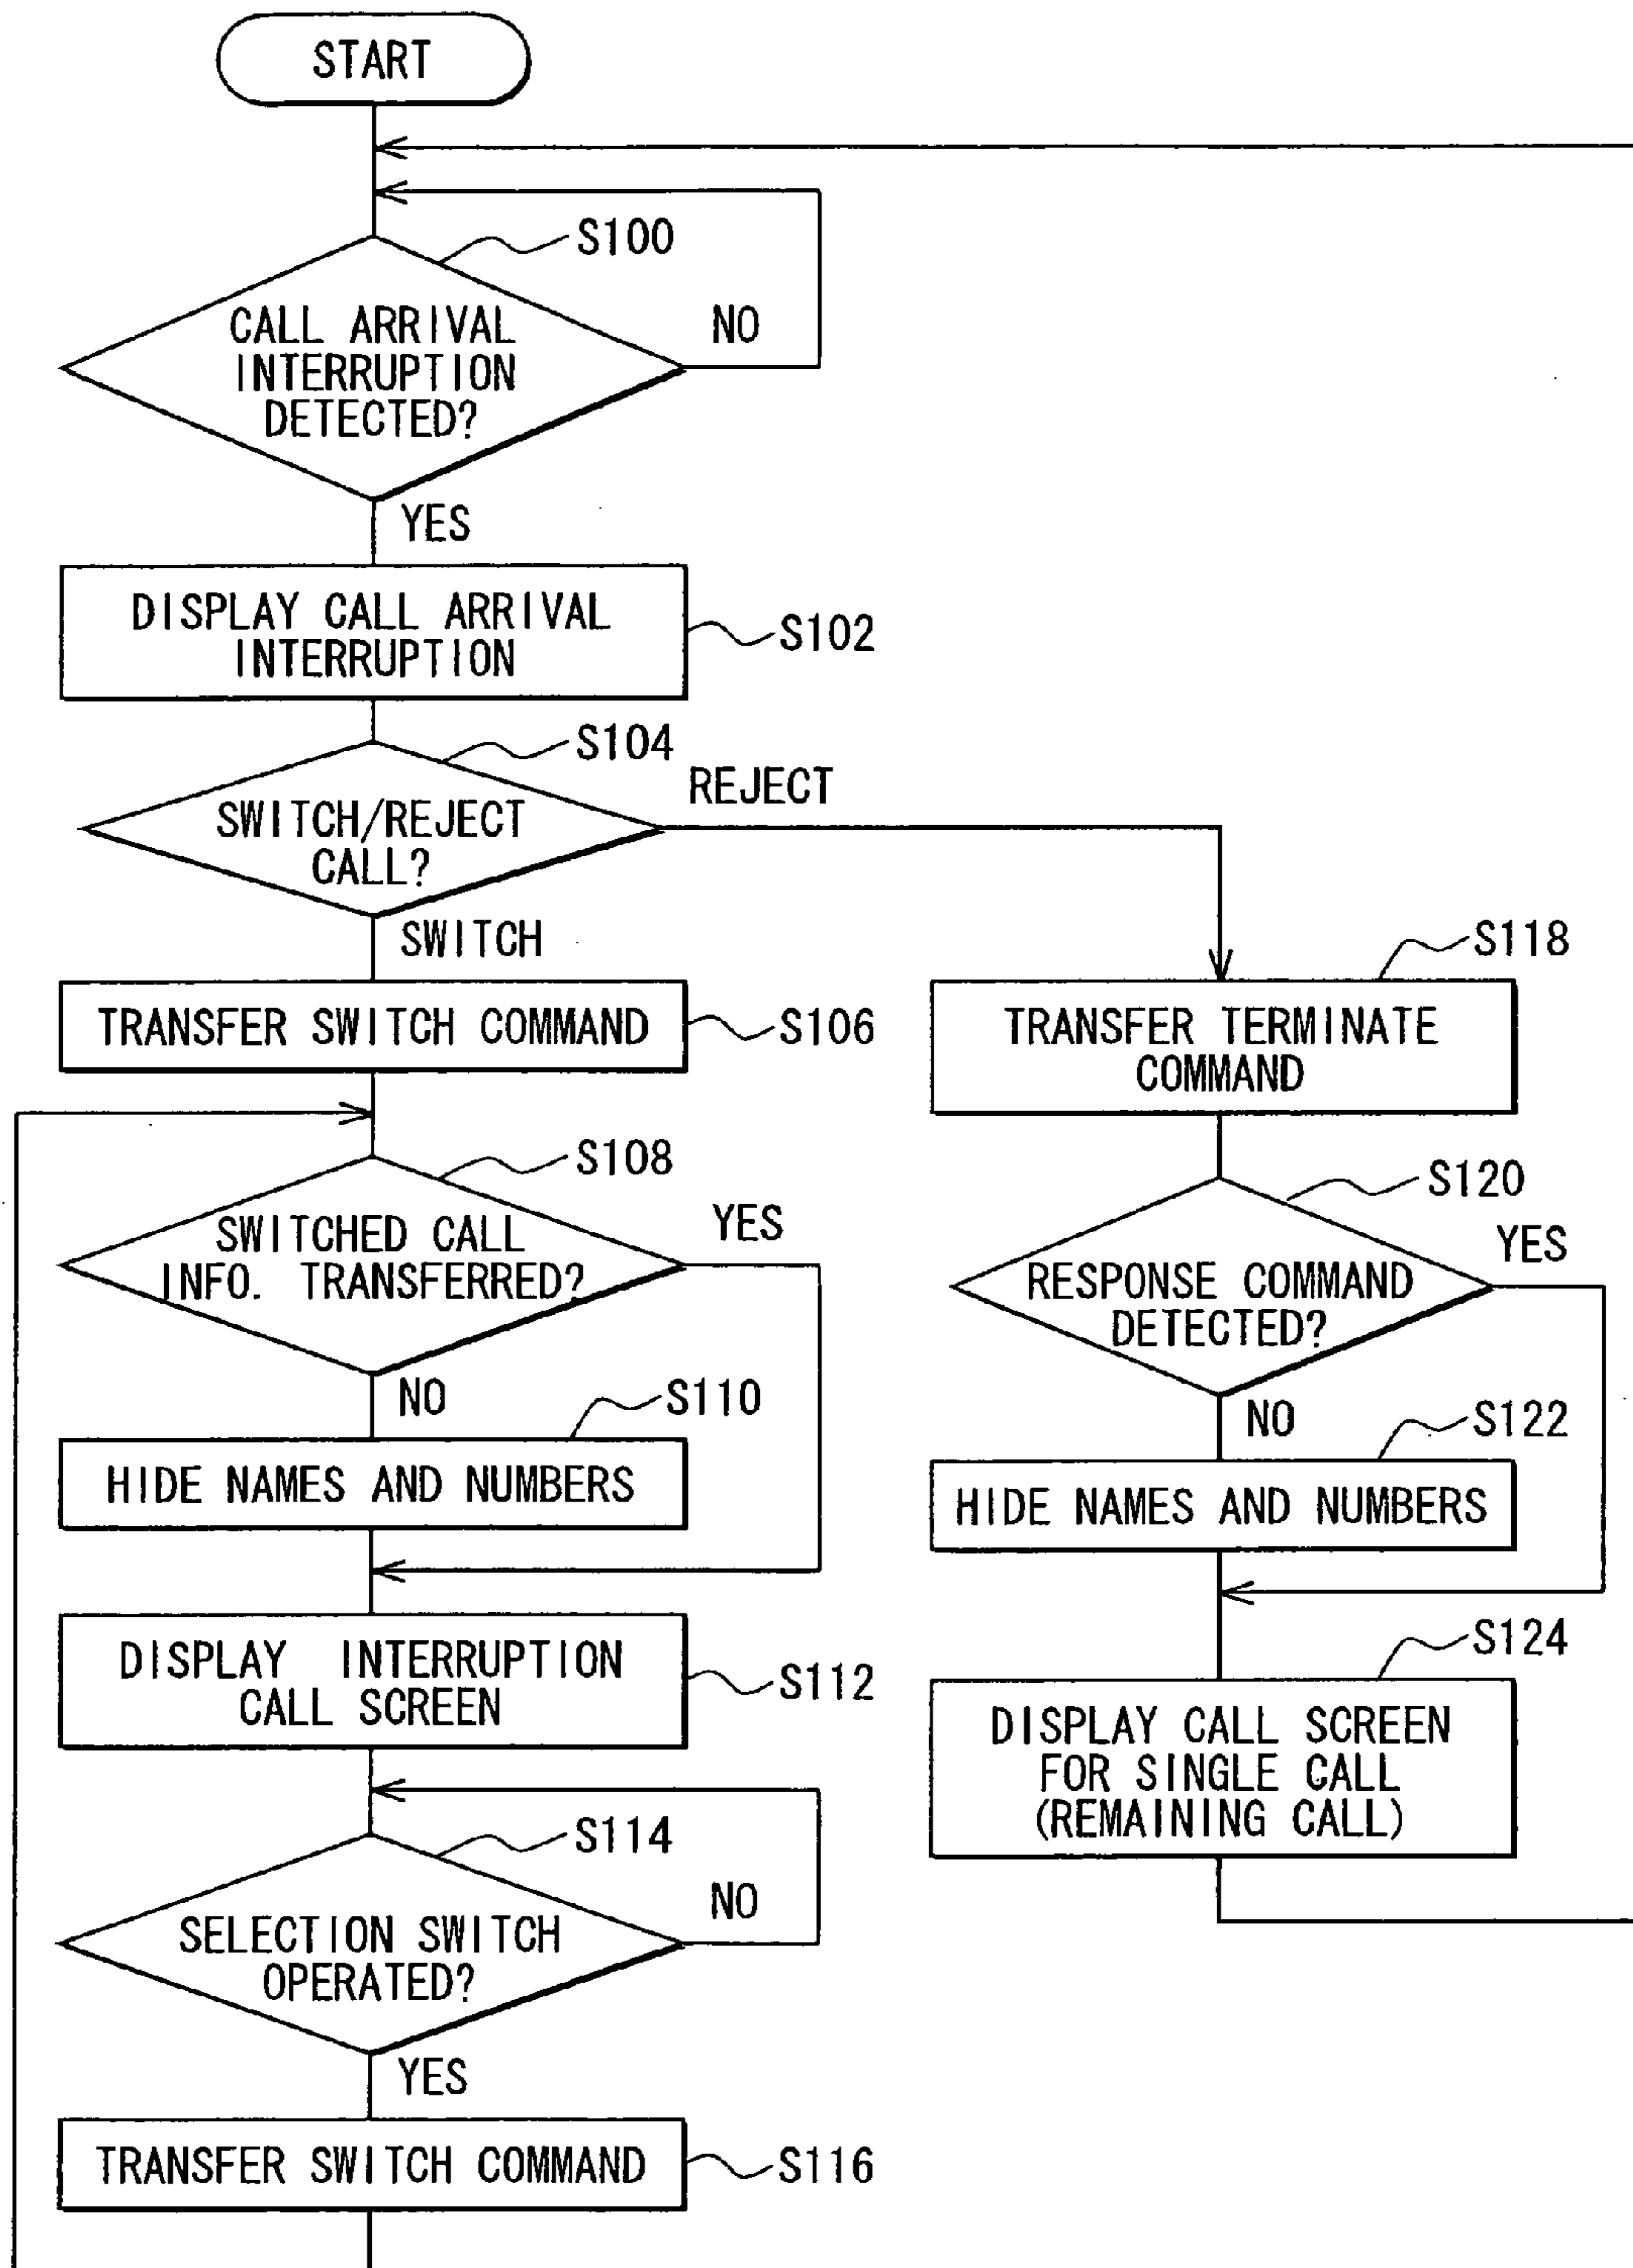 START
S100
CALL ARRIVAL
INTERRUPTION
DETECTED?
NO
YES
DISPLAY CALL ARRIVAL
INTERRUPTION
S102
S104
SWITCH/REJECT
CALL?
REJECT
SWITCH
TRANSFER SWITCH COMMAND
S106
S108
SWITCHED CALL
INFO. TRANSFERRED?
YES
NO
S110
HIDE NAMES AND NUMBERS
DISPLAY INTERRUPTION
CALL SCREEN
S112
S114
SELECTION SWITCH
OPERATED?
NO
YES
TRANSFER SWITCH COMMAND
S116
S118
TRANSFER TERMINATE
COMMAND
S120
RESPONSE COMMAND
DETECTED?
YES
NO
S122
HIDE NAMES AND NUMBERS
S124
DISPLAY CALL SCREEN
FOR SINGLE CALL
(REMAINING CALL)